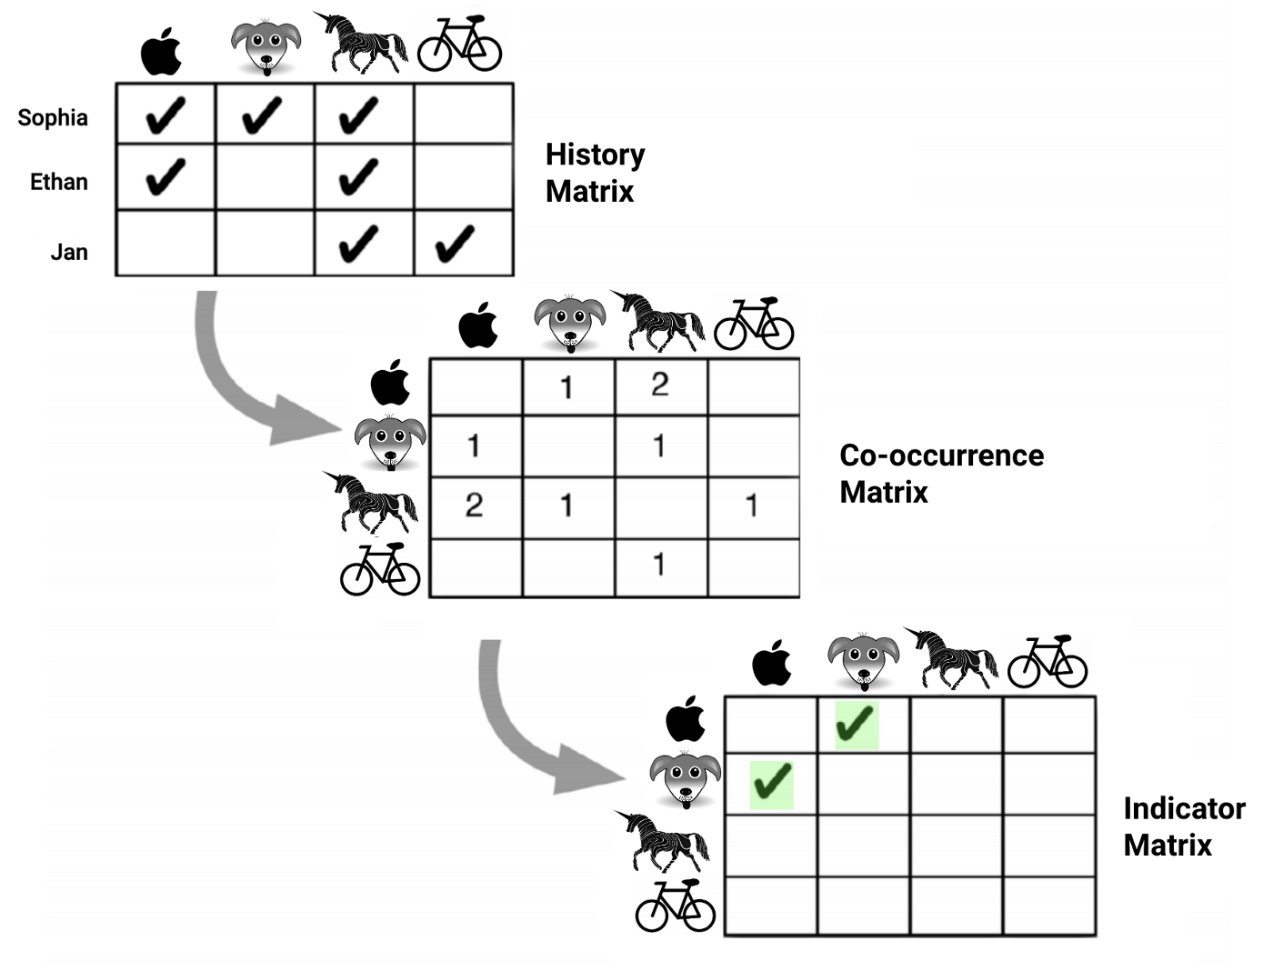 Sophia
Ethan
Jan
History
Matrix
1 2
1 1
2 1 1
1
Co-occurrence
Matrix
Indicator
Matrix